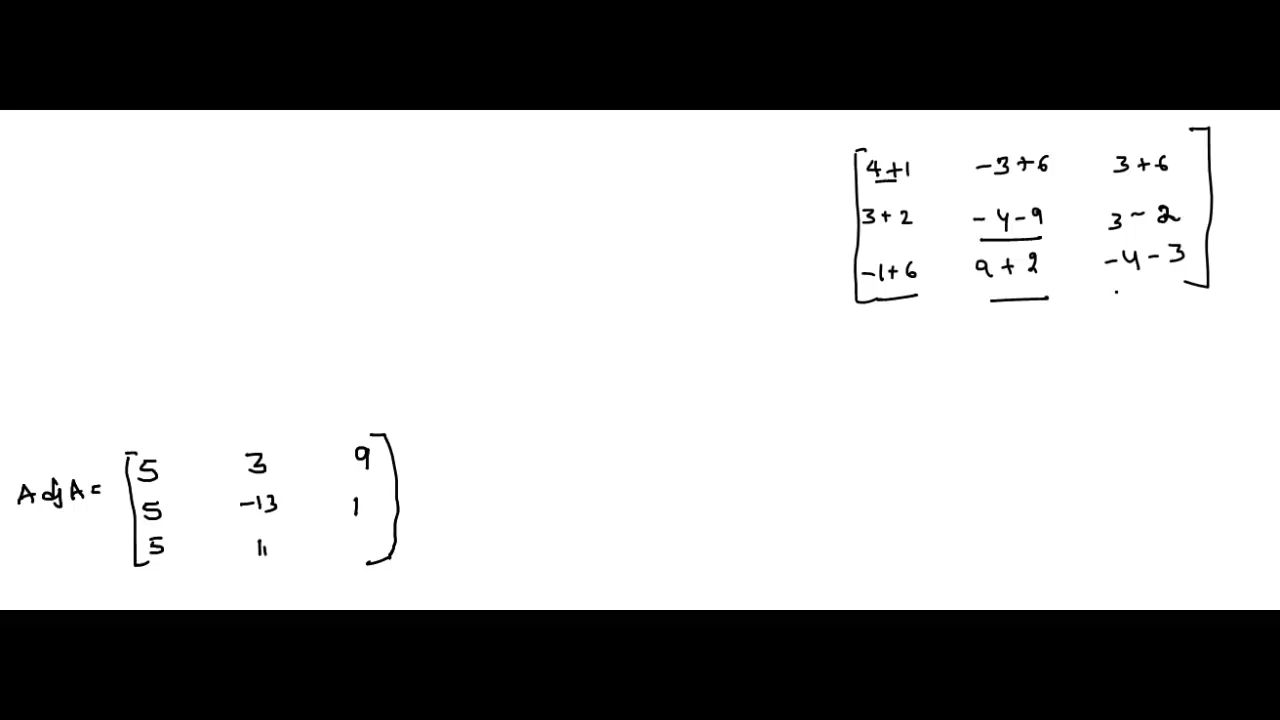 4+1 -3+6 3+6
3+2 -4-9 3-2
-1+6 9+2 -4-3
Adj A = 5 3 9
5 -13 1
5 11